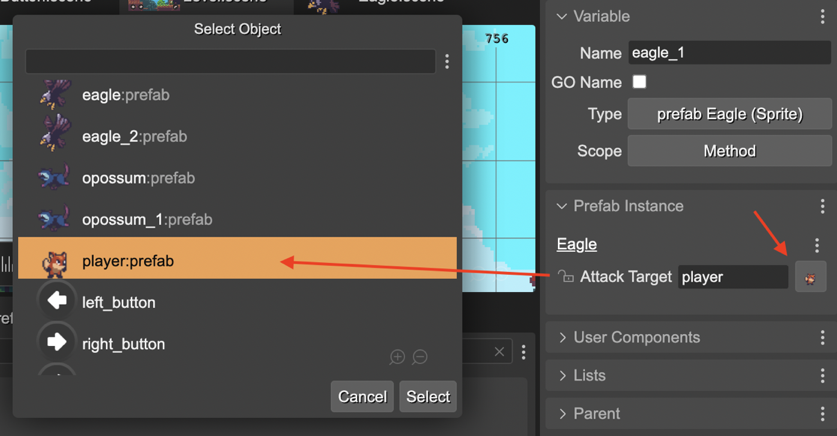 Select Object
756
eagle:prefab
eagle_2:prefab
opossum:prefab
opossum_1:prefab
player:prefab
left_button
right_button
Cancel
Select
Variable
Name
eagle_1
GO Name
Type
prefab Eagle (Sprite)
Scope
Method
Prefab Instance
Eagle
Attack Target
player
User Components
Lists
Parent